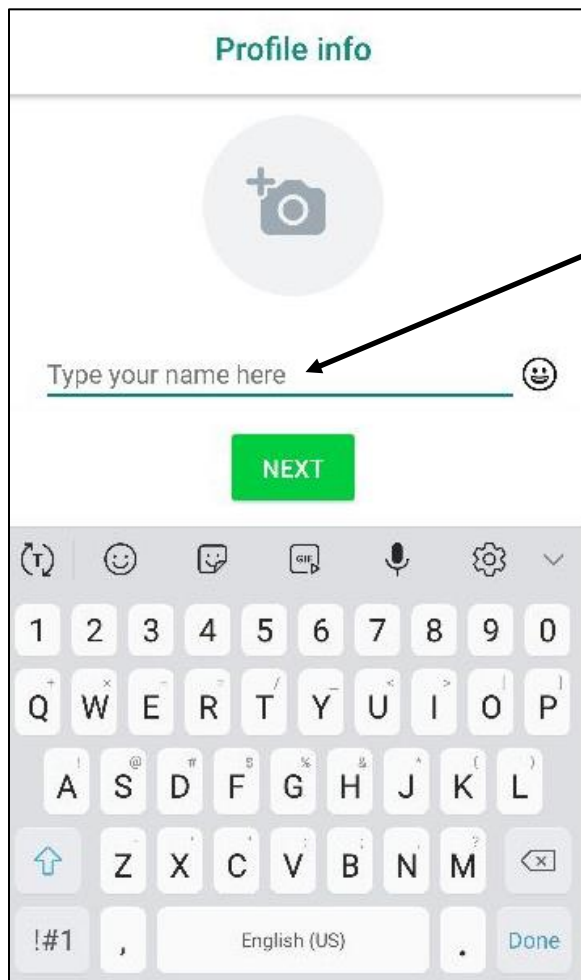 Profile info
Type your name here
NEXT
GIF
1 2 3 4 5 6 7 8 9 0
Q W E R T Y U I O P
A S D F G H J K L
Z X C V B N M
!#1 , English (US) . Done